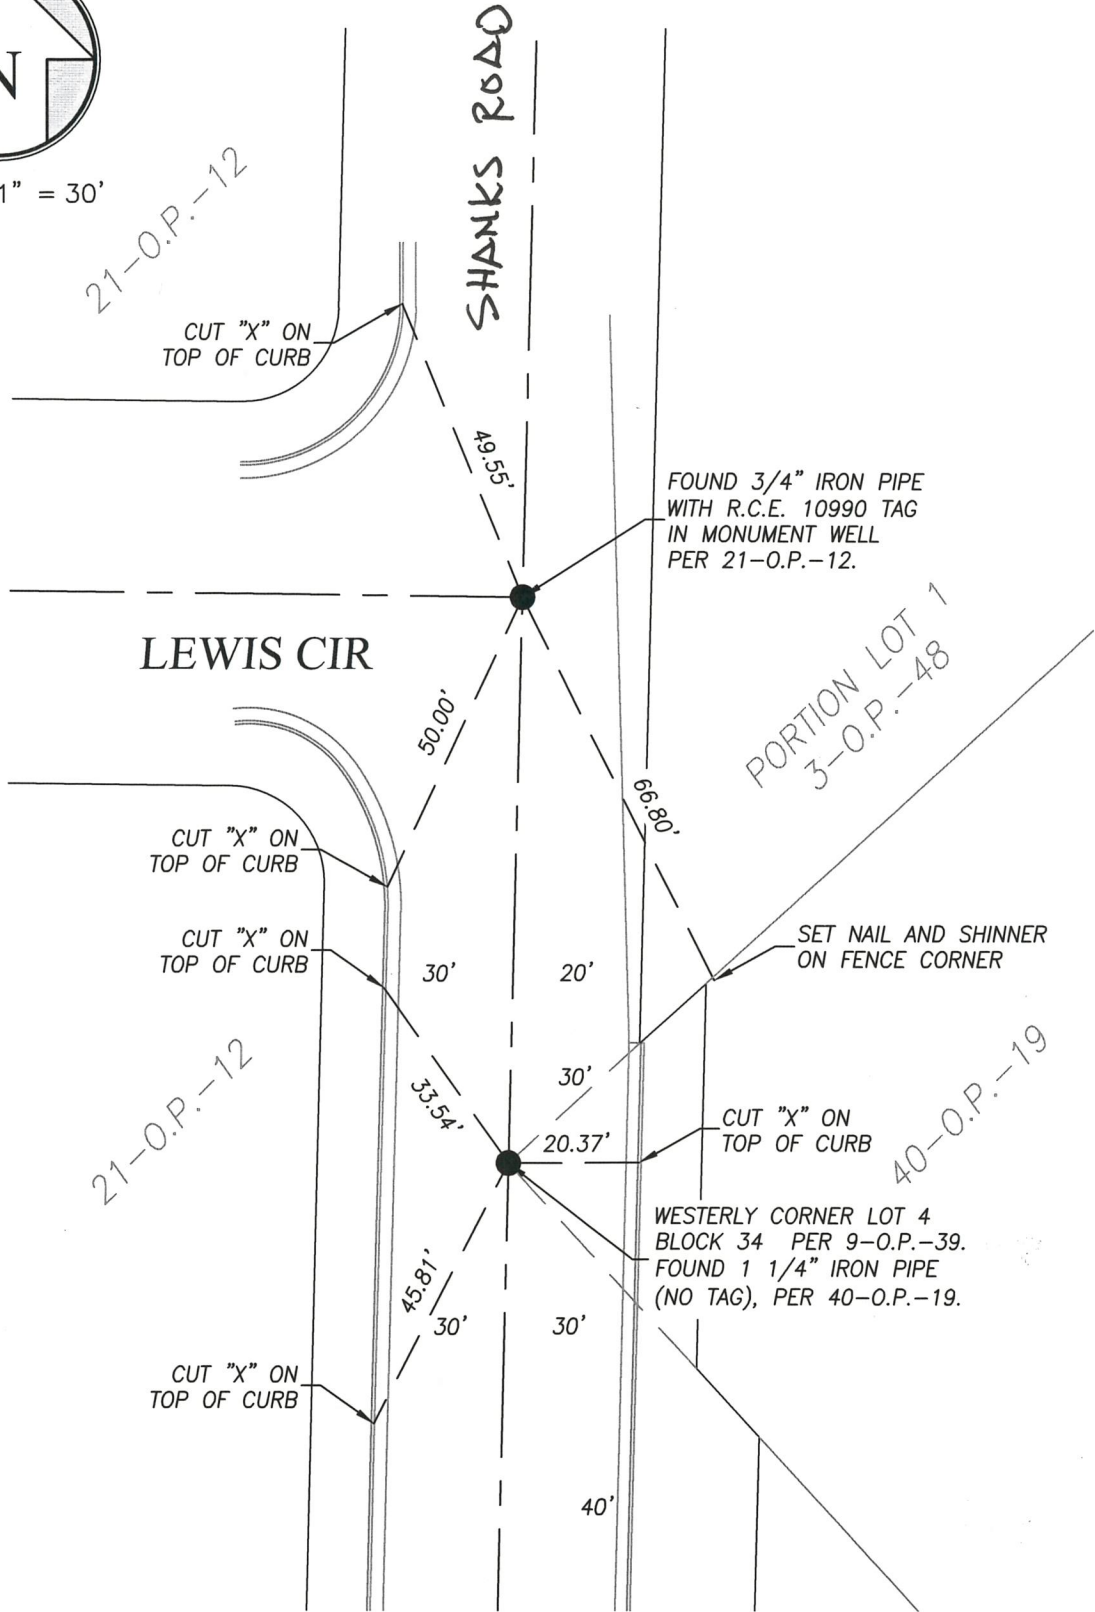 N
1" = 30'
SHANKS ROAD
21-O.P.-12
CUT "X" ON
TOP OF CURB
49.55'
FOUND 3/4" IRON PIPE
WITH R.C.E. 10990 TAG
IN MONUMENT WELL
PER 21-O.P.-12.
LEWIS CIR
PORTION LOT 1
3-O.P.-48
50.00'
66.80'
CUT "X" ON
TOP OF CURB
CUT "X" ON
TOP OF CURB
30'
20'
SET NAIL AND SHINNER
ON FENCE CORNER
21-O.P.-12
33.54'
30'
20.37'
CUT "X" ON
TOP OF CURB
40-O.P.-19
WESTERLY CORNER LOT 4
BLOCK 34 PER 9-O.P.-39.
FOUND 1 1/4" IRON PIPE
(NO TAG), PER 40-O.P.-19.
45.81'
30'
30'
CUT "X" ON
TOP OF CURB
40'